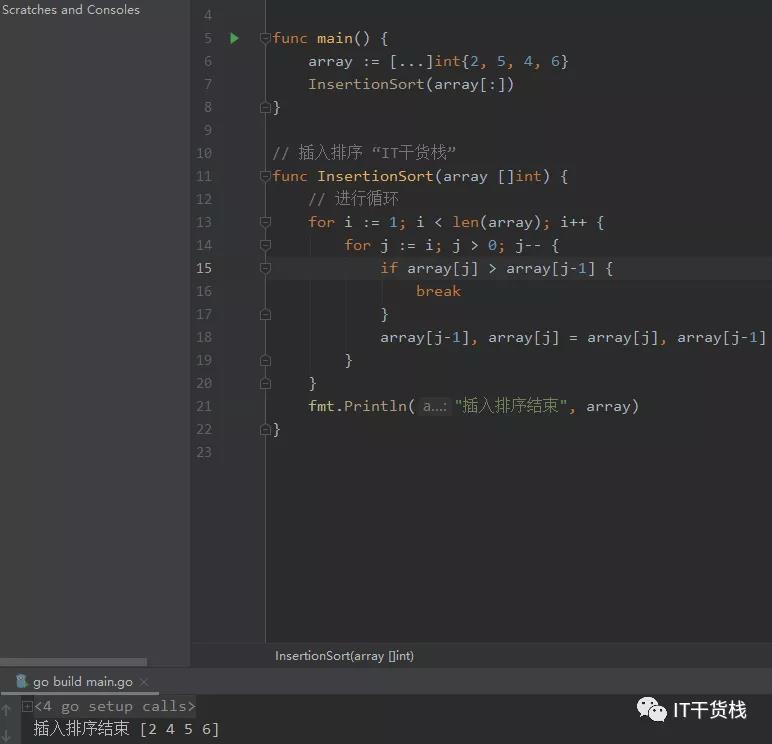 Scratches and Consoles
4
5 func main() {
6 array := [...]int{2, 5, 4, 6}
7 InsertionSort(array[:])
8 }
9
10 // 插入排序 “IT干货栈”
11 func InsertionSort(array []int) {
12 // 进行循环
13 for i := 1; i < len(array); i++ {
14 for j := i; j > 0; j-- {
15 if array[j] > array[j-1] {
16 break
17 }
18 array[j-1], array[j] = array[j], array[j-1]
19 }
20 }
21 fmt.Println( a...: "插入排序结束", array)
22 }
23
InsertionSort(array []int)
go build main.go
<4 go setup calls>
插入排序结束 [2 4 5 6]
IT干货栈